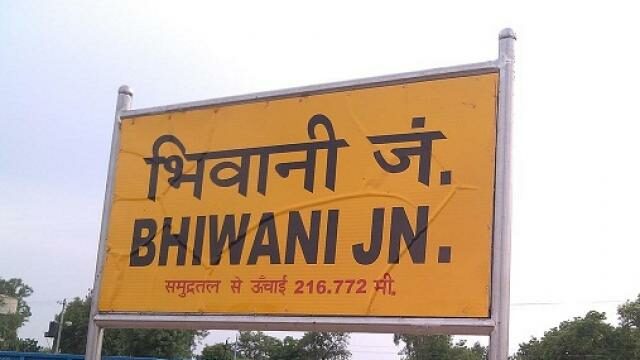 भिवानी जं.
BHIWANI JN.
समुद्रतल से ऊँचाई 216.772 मी.